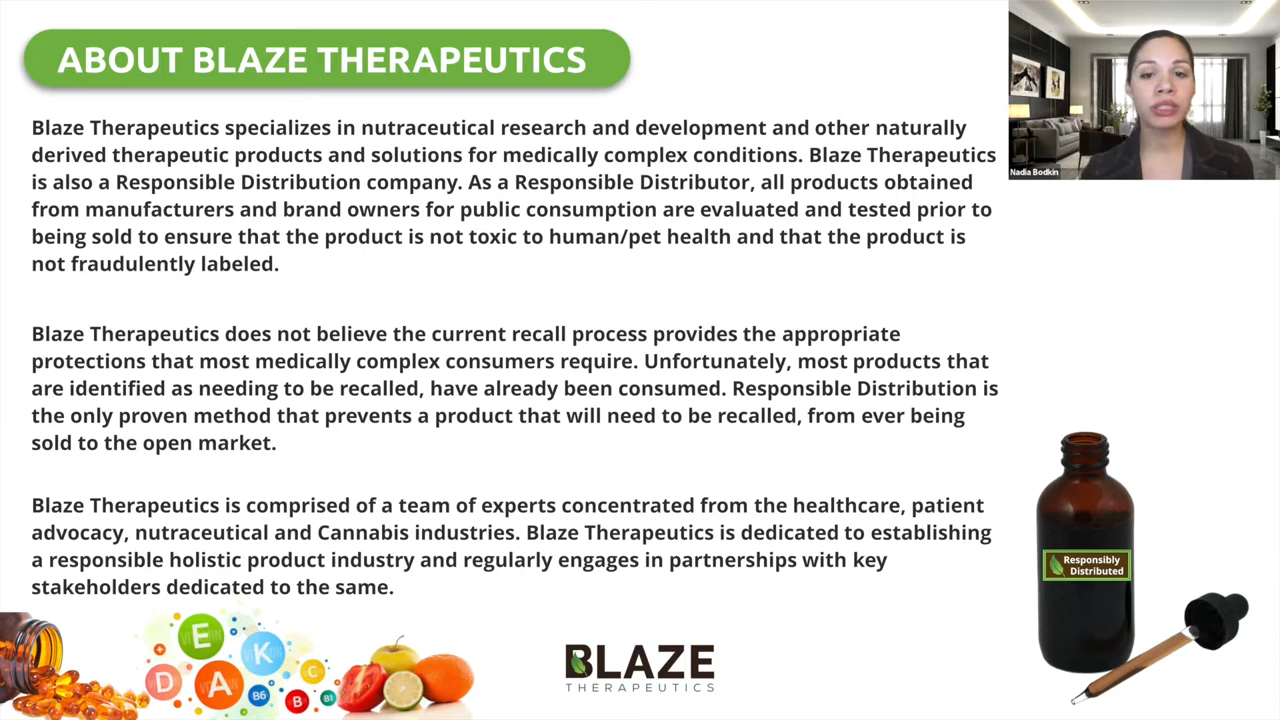 ABOUT BLAZE THERAPEUTICS
Blaze Therapeutics specializes in nutraceutical research and development and other naturally
derived therapeutic products and solutions for medically complex conditions. Blaze Therapeutics
is also a Responsible Distribution company. As a Responsible Distributor, all products obtained
from manufacturers and brand owners for public consumption are evaluated and tested prior to
being sold to ensure that the product is not toxic to human/pet health and that the product is
not fraudulently labeled.
Blaze Therapeutics does not believe the current recall process provides the appropriate
protections that most medically complex consumers require. Unfortunately, most products that
are identified as needing to be recalled, have already been consumed. Responsible Distribution is
the only proven method that prevents a product that will need to be recalled, from ever being
sold to the open market.
Blaze Therapeutics is comprised of a team of experts concentrated from the healthcare, patient
advocacy, nutraceutical and Cannabis industries. Blaze Therapeutics is dedicated to establishing
a responsible holistic product industry and regularly engages in partnerships with key
stakeholders dedicated to the same.
Nadia Bodkin
Responsibly
Distributed
E
K
D
A
C
B6
B
B1
BLAZE
THERAPEUTICS